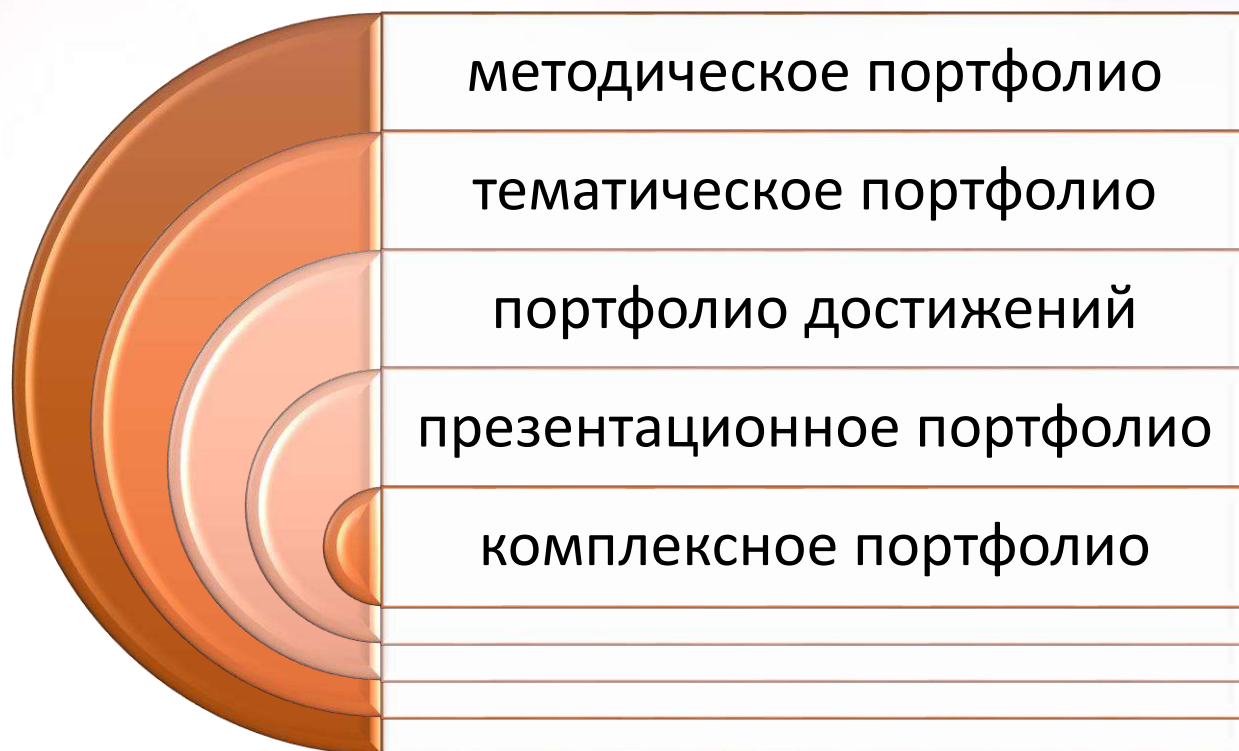 методическое портфолио
тематическое портфолио
портфолио достижений
презентационное портфолио
комплексное портфолио